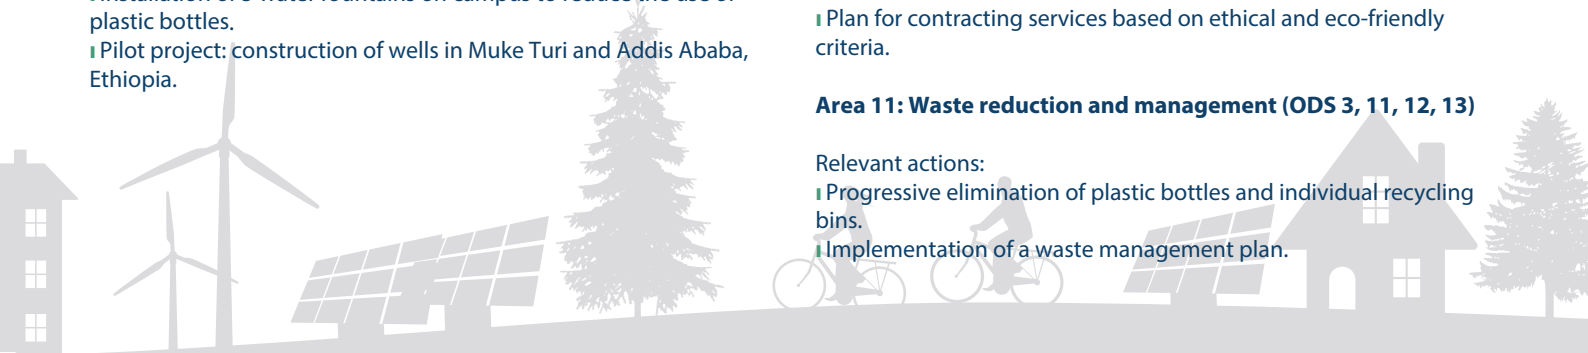 plastic bottles.
Pilot project: construction of wells in Muke Turi and Addis Ababa,
Ethiopia.
Plan for contracting services based on ethical and eco-friendly
criteria.
Area 11: Waste reduction and management (ODS 3, 11, 12, 13)
Relevant actions:
Progressive elimination of plastic bottles and individual recycling
bins.
Implementation of a waste management plan.